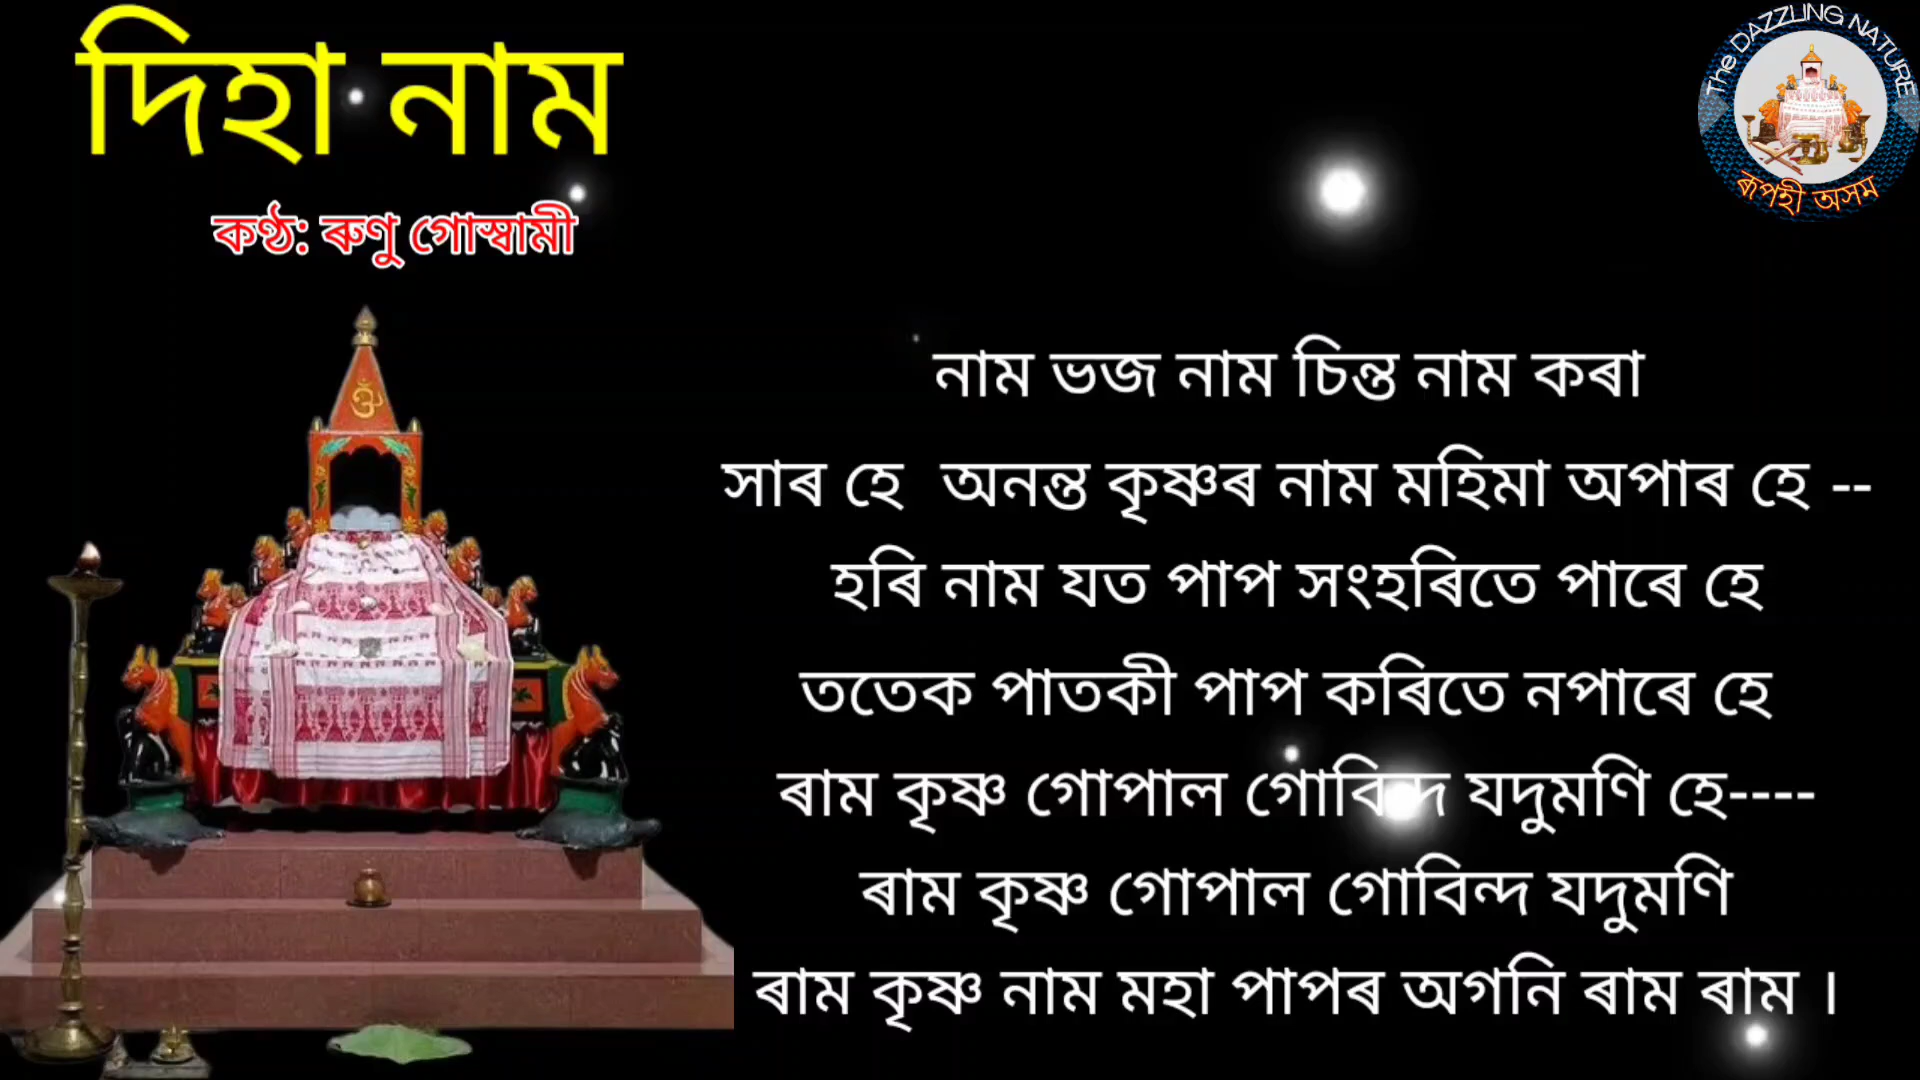 দিহা নাম
কণ্ঠ: ৰুণু গোস্বামী
The DAZZLING NATURE
ৰূপহী অসম
নাম ভজ নাম চিন্ত নাম কৰা
সাৰ হে অনন্ত কৃষ্ণৰ নাম মহিমা অপাৰ হে --
হৰি নাম যত পাপ সংহৰিতে পাৰে হে
ততেক পাতকী পাপ কৰিতে নপাৰে হে
ৰাম কৃষ্ণ গোপাল গোবিন্দ যদুমণি হে----
ৰাম কৃষ্ণ গোপাল গোবিন্দ যদুমণি
ৰাম কৃষ্ণ নাম মহা পাপৰ অগনি ৰাম ৰাম ।
ওঁ